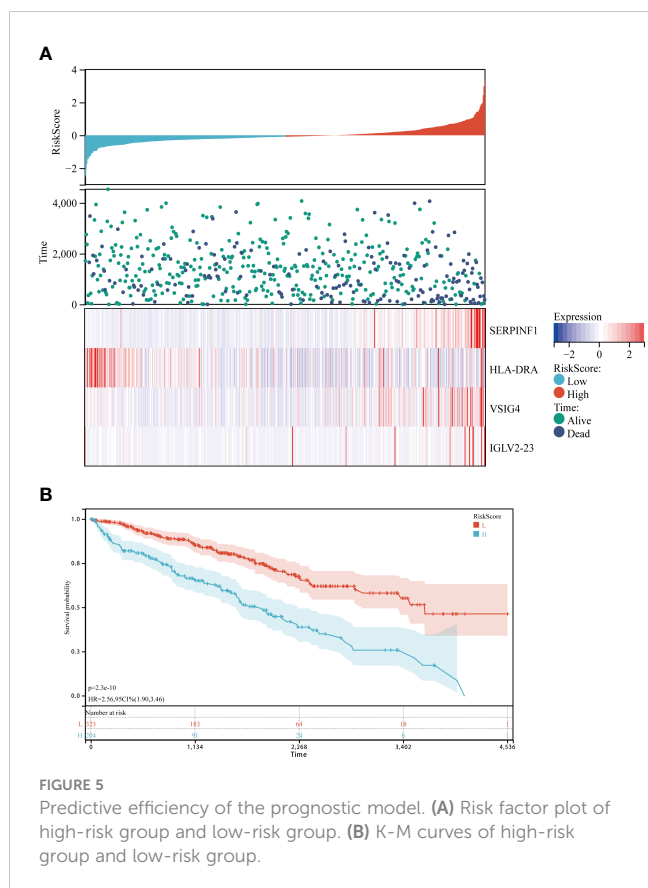 A
4
2
0
−2
RiskScore
4,000
2,000
0
Time
SERPINF1
HLA-DRA
VSIG4
IGLV2-23
Expression
−2 0 2
RiskScore:
Low
High
Time:
Alive
Dead
B
RiskScore
L
H
1.0
0.8
0.5
0.3
0.0
Survival probability
p=2.3e-10
HR=2.56,95CI%(1.90,3.46)
Number at risk
L 323 183 64 18 1
H 204 91 24 6
0 1,134 2,268 3,402 4,536
Time
FIGURE 5
Predictive efficiency of the prognostic model. (A) Risk factor plot of
high-risk group and low-risk group. (B) K-M curves of high-risk
group and low-risk group.